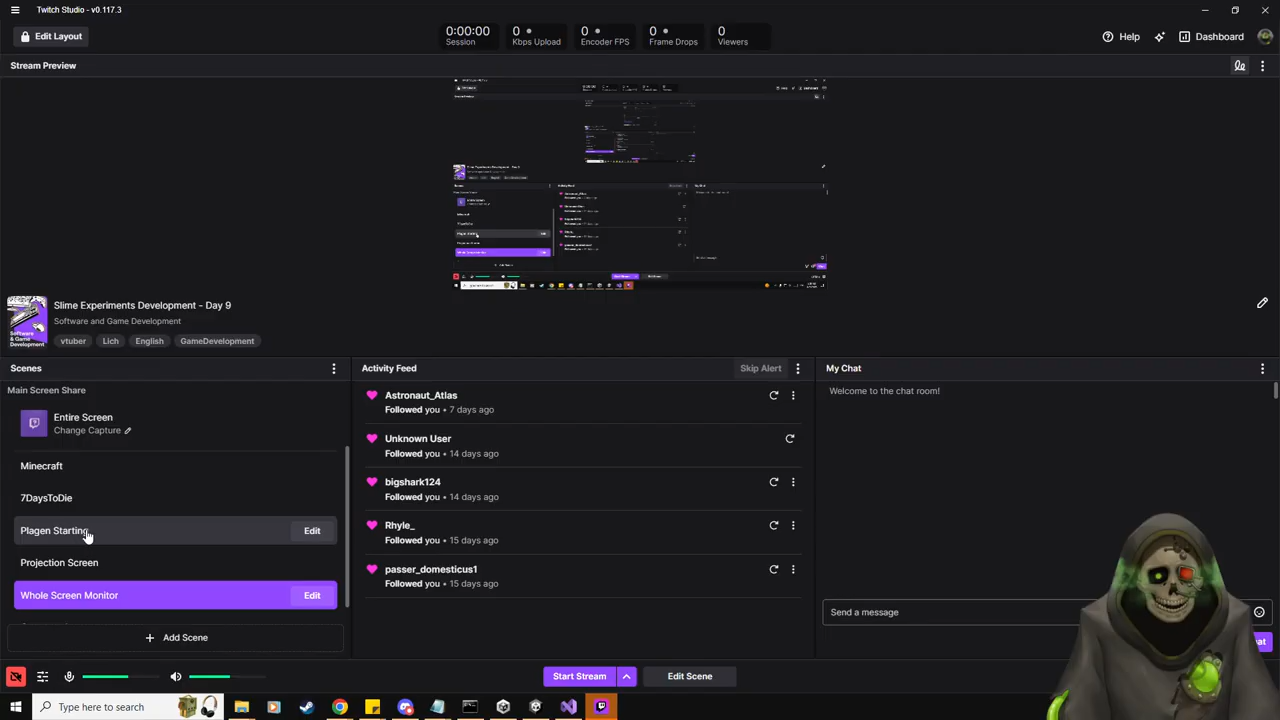 Twitch Studio - v0.117.3
Edit Layout
0:00:00
Session
0
Kbps Upload
0
Encoder FPS
0
Frame Drops
0
Viewers
Help
Dashboard
Stream Preview
Software
& Game
Development
Slime Experiments Development - Day 9
Software and Game Development
vtuber
Lich
English
GameDevelopment
Scenes
Main Screen Share
Entire Screen
Change Capture
Minecraft
7DaysToDie
Plagen Starting
Edit
Projection Screen
Whole Screen Monitor
Edit
Add Scene
Activity Feed
Skip Alert
Astronaut_Atlas
Followed you • 7 days ago
Unknown User
Followed you • 14 days ago
bigshark124
Followed you • 14 days ago
Rhyle_
Followed you • 15 days ago
passer_domesticus1
Followed you • 15 days ago
My Chat
Welcome to the chat room!
Send a message
Start Stream
Edit Scene
Type here to search